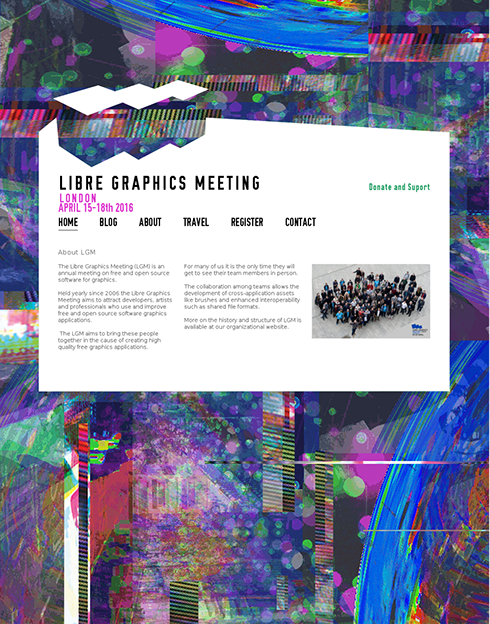 LIBRE GRAPHICS MEETING
LONDON
APRIL 15-18th 2016
Donate and Suport
HOME
BLOG
ABOUT
TRAVEL
REGISTER
CONTACT
About LGM
The Libre Graphics Meeting (LGM) is an
annual meeting on free and open source
software for graphics.
Held yearly since 2006 the Libre Graphics
Meeting aims to attract developers, artists
and professionals who use and improve
free and open source software graphics
applications.
The LGM aims to bring these people
together in the cause of creating high
quality free graphics applications.
For many of us it is the only time they will
get to see their team members in person.
The collaboration among teams allows the
development of cross-application assets
like brushes and enhanced interoperability
such as shared file formats.
More on the history and structure of LGM is
available at our organizational website.